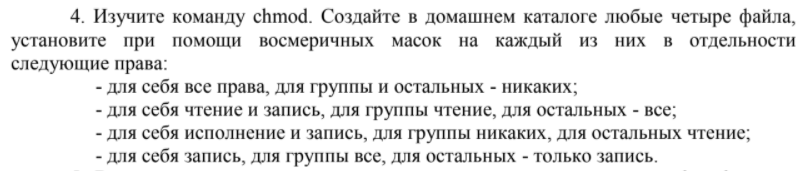 4. Изучите команду chmod. Создайте в домашнем каталоге любые четыре файла,
установите при помощи восмеричных масок на каждый из них в отдельности
следующие права:
- для себя все права, для группы и остальных - никаких;
- для себя чтение и запись, для группы чтение, для остальных - все;
- для себя исполнение и запись, для группы никаких, для остальных чтение;
- для себя запись, для группы все, для остальных - только запись.